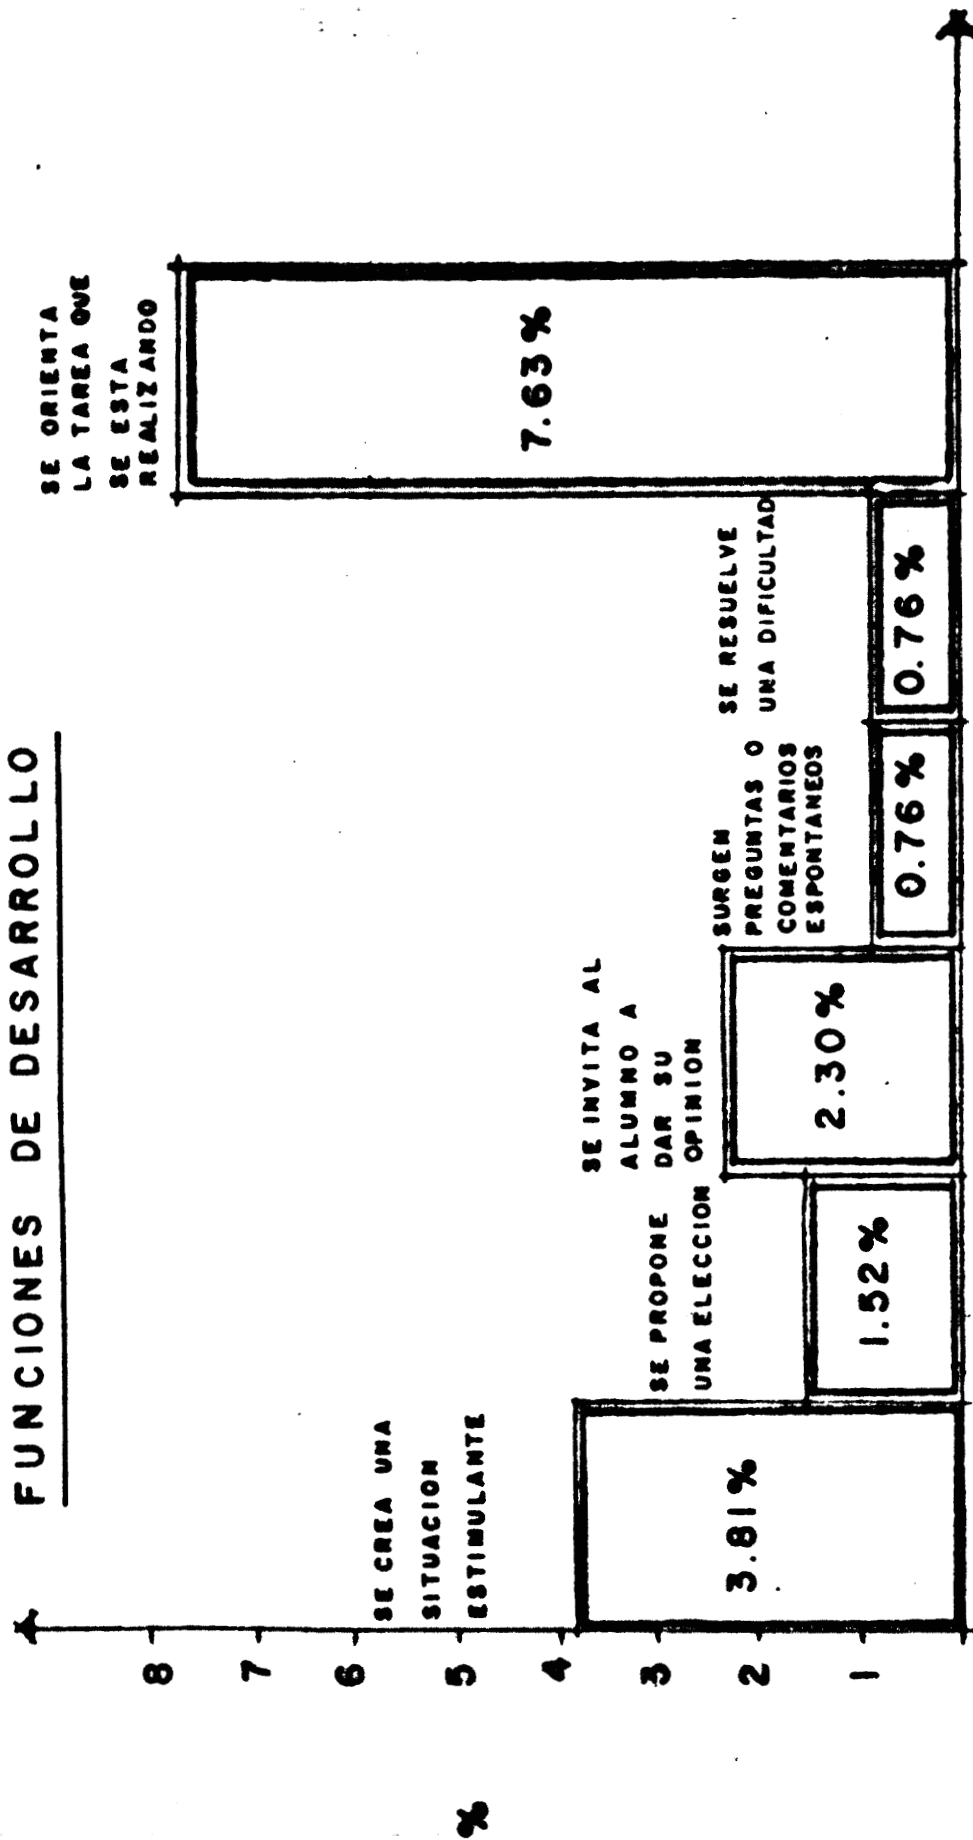 FUNCIONES DE DESARROLLO
%
8
7
6
5
4
3
2
1
SE CREA UNA
SITUACION
ESTIMULANTE
3.81%
SE PROPONE
UNA ELECCION
1.52%
SE INVITA AL
ALUMNO A
DAR SU
OPINION
2.30%
SURGEN
PREGUNTAS O
COMENTARIOS
ESPONTANEOS
0.76%
SE RESUELVE
UNA DIFICULTAD
0.76%
SE ORIENTA
LA TAREA QUE
SE ESTA
REALIZANDO
7.63%